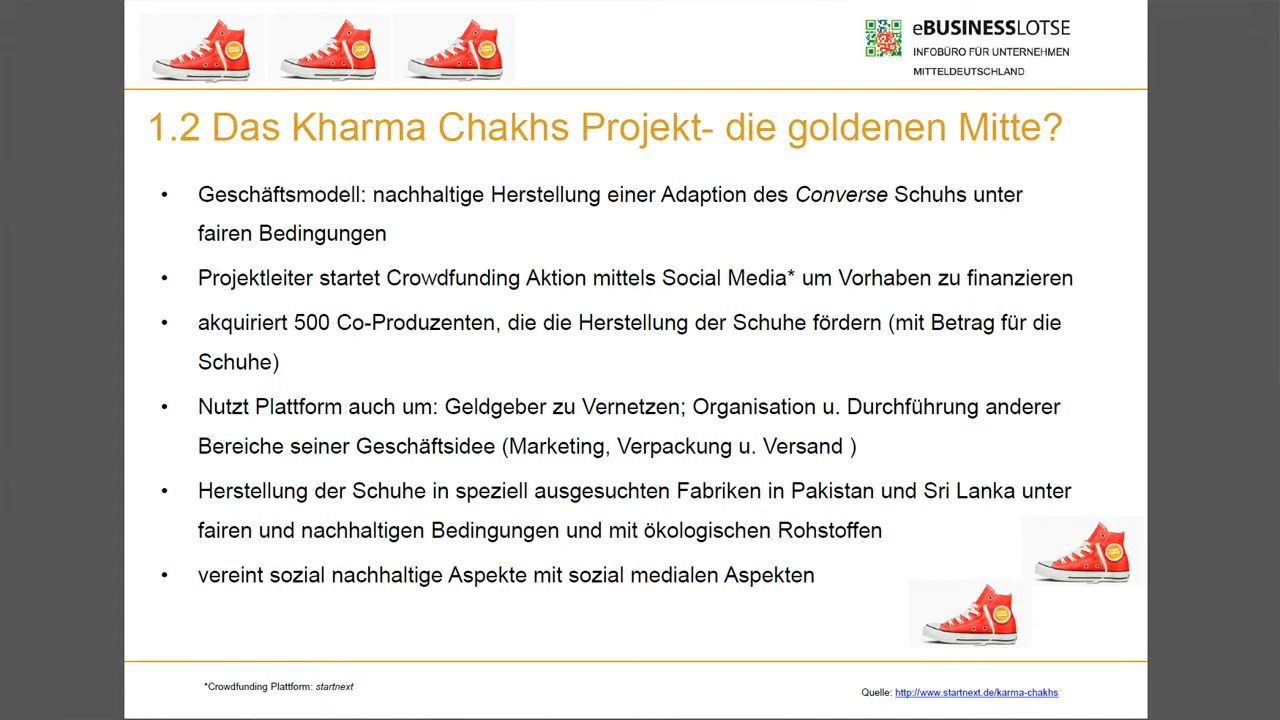 eBUSINESSLOTSE
INFOBÜRO FÜR UNTERNEHMEN
MITTELDEUTSCHLAND
1.2 Das Kharma Chakhs Projekt- die goldenen Mitte?
• Geschäftsmodell: nachhaltige Herstellung einer Adaption des Converse Schuhs unter
fairen Bedingungen
• Projektleiter startet Crowdfunding Aktion mittels Social Media* um Vorhaben zu finanzieren
• akquiriert 500 Co-Produzenten, die die Herstellung der Schuhe fördern (mit Betrag für die
Schuhe)
• Nutzt Plattform auch um: Geldgeber zu Vernetzen; Organisation u. Durchführung anderer
Bereiche seiner Geschäftsidee (Marketing, Verpackung u. Versand )
• Herstellung der Schuhe in speziell ausgesuchten Fabriken in Pakistan und Sri Lanka unter
fairen und nachhaltigen Bedingungen und mit ökologischen Rohstoffen
• vereint sozial nachhaltige Aspekte mit sozial medialen Aspekten
*Crowdfunding Plattform: startnext
Quelle: http://www.startnext.de/karma-chakhs